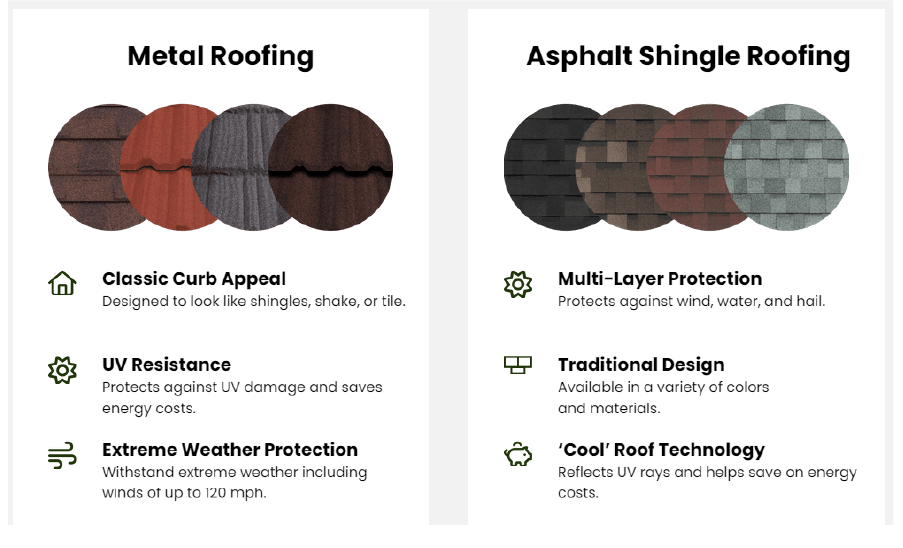 Metal Roofing
Classic Curb Appeal
Designed to look like shingles, shake, or tile.
UV Resistance
Protects against UV damage and saves
energy costs.
Extreme Weather Protection
Withstand extreme weather including
winds of up to 120 mph.
Asphalt Shingle Roofing
Multi-Layer Protection
Protects against wind, water, and hail.
Traditional Design
Available in a variety of colors
and materials.
‘Cool’ Roof Technology
Reflects UV rays and helps save on energy
costs.